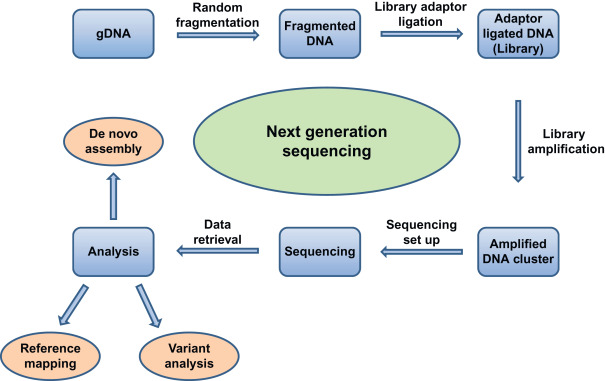 gDNA
Random
fragmentation
Fragmented
DNA
Library adaptor
ligation
Adaptor
ligated DNA
(Library)
Next generation
sequencing
De novo
assembly
Library
amplification
Analysis
Data
retrieval
Sequencing
Sequencing
set up
Amplified
DNA cluster
Reference
mapping
Variant
analysis